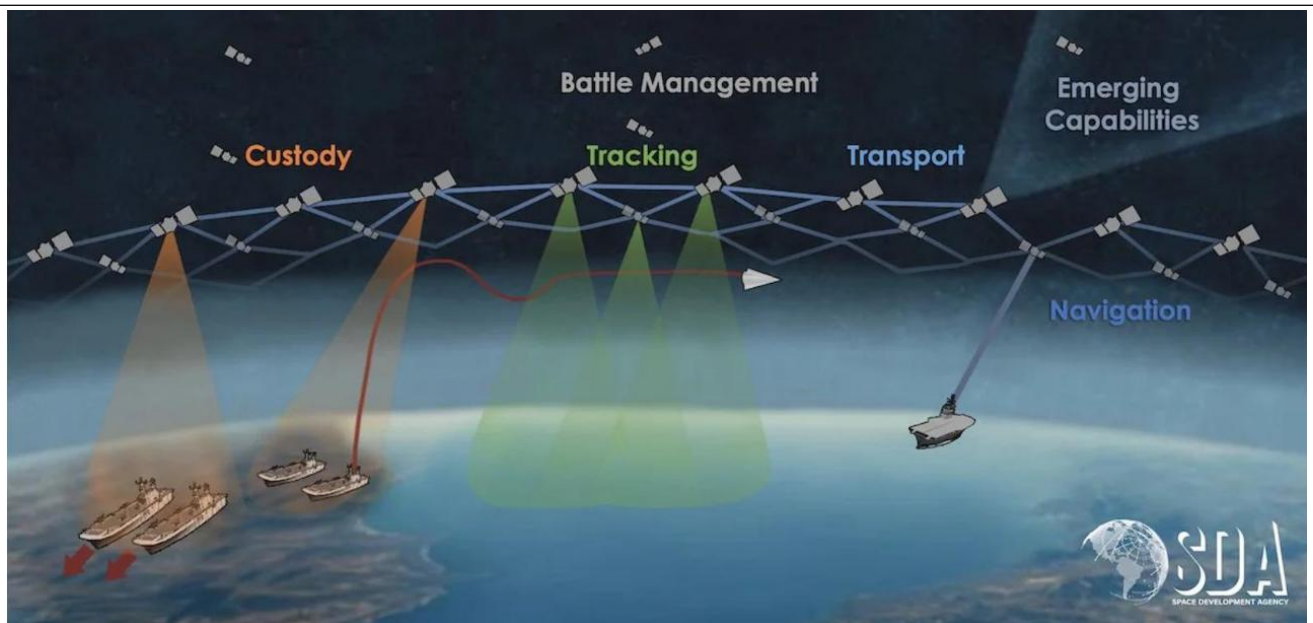 Battle Management
Emerging
Capabilities
Custody
Tracking
Transport
Navigation
SDA
SPACE DEVELOPMENT AGENCY